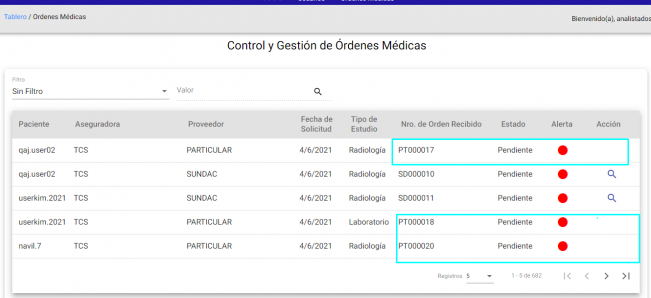 Tablero / Ordenes Médicas
Bienvenido(a), analistados
Control y Gestión de Órdenes Médicas
Filtro
Sin Filtro Valor
Paciente Aseguradora Proveedor Fecha de Solicitud Tipo de Estudio Nro. de Orden Recibido Estado Alerta Acción
qaj.user02 TCS PARTICULAR 4/6/2021 Radiología PT000017 Pendiente
qaj.user02 TCS SUNDAC 4/6/2021 Radiología SD000010 Pendiente
userkim.2021 TCS SUNDAC 4/6/2021 Radiología SD000011 Pendiente
userkim.2021 TCS PARTICULAR 4/6/2021 Laboratorio PT000018 Pendiente
navil.7 TCS PARTICULAR 4/6/2021 Radiología PT000020 Pendiente
Registros 5 1 - 5 de 682